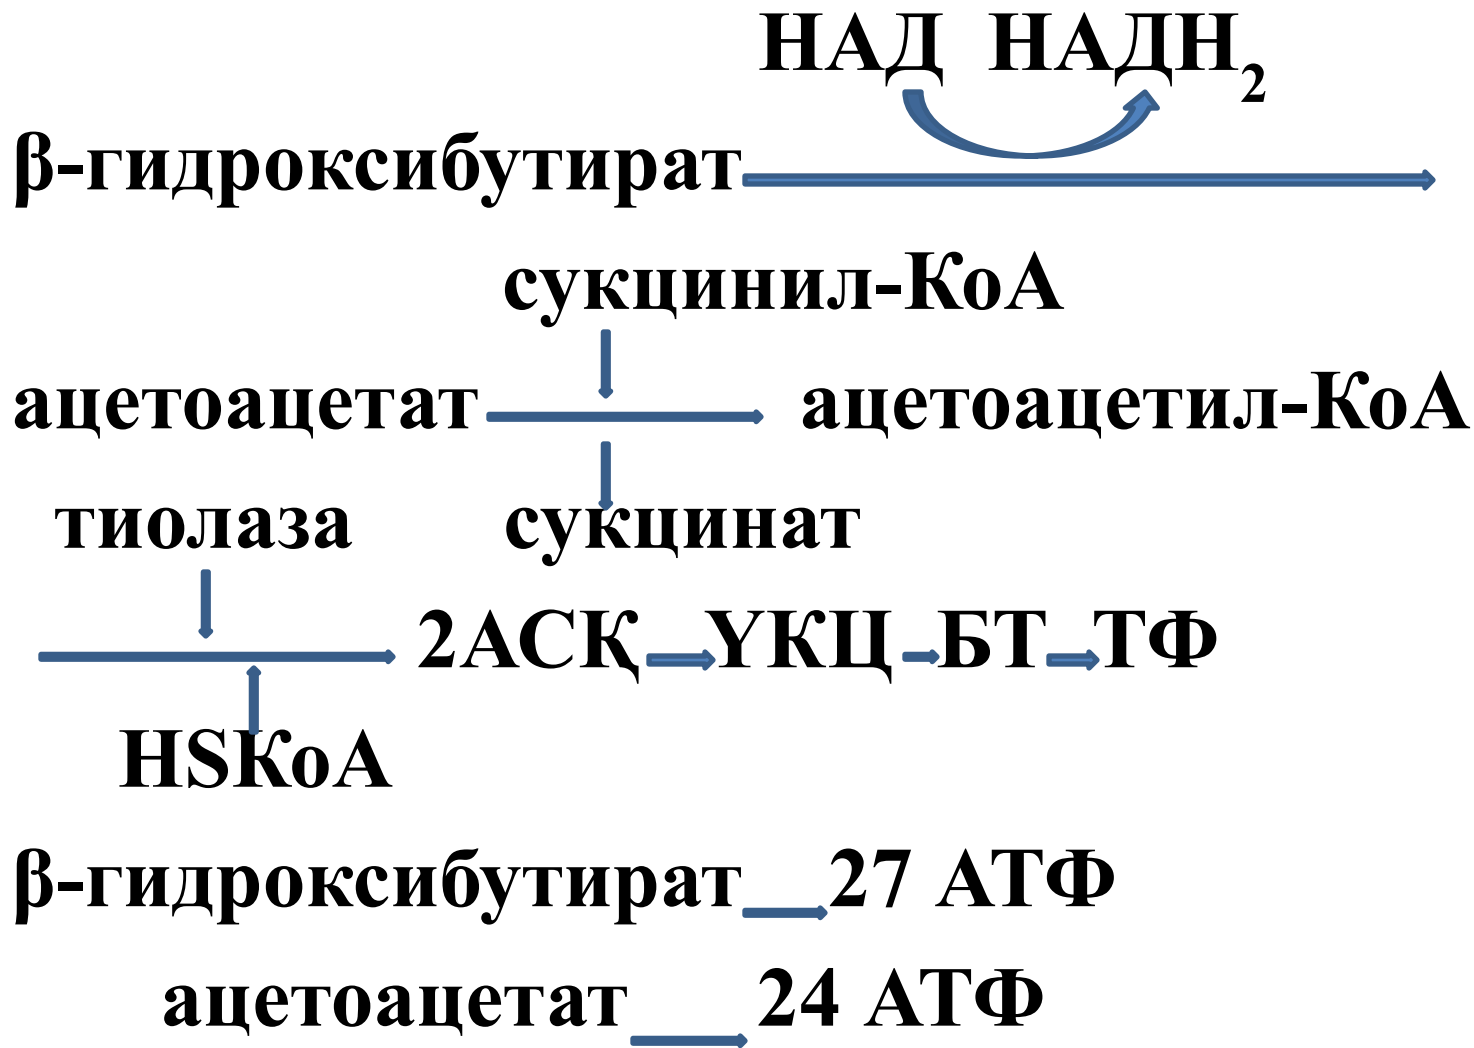 НАД НАДН₂
β-гидроксибутират
сукцинил-КоА
ацетоацетат ацетоацетил-КоА
тиолаза сукцинат
2АСҚ ҮКЦ БТ ТФ
HSКоА
β-гидроксибутират 27 АТФ
ацетоацетат 24 АТФ